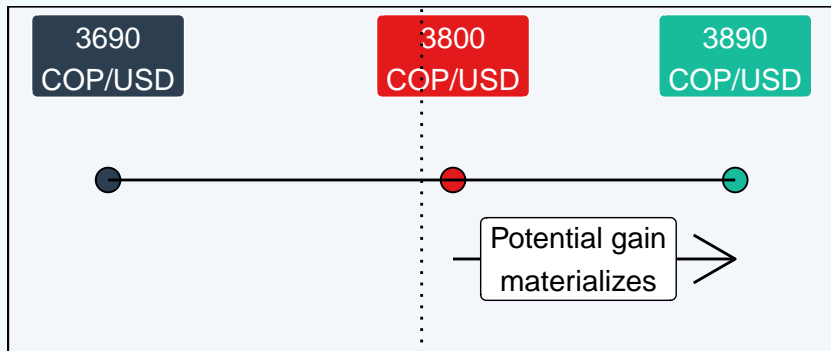 3690
COP/USD
3800
COP/USD
3890
COP/USD
Potential gain
materializes